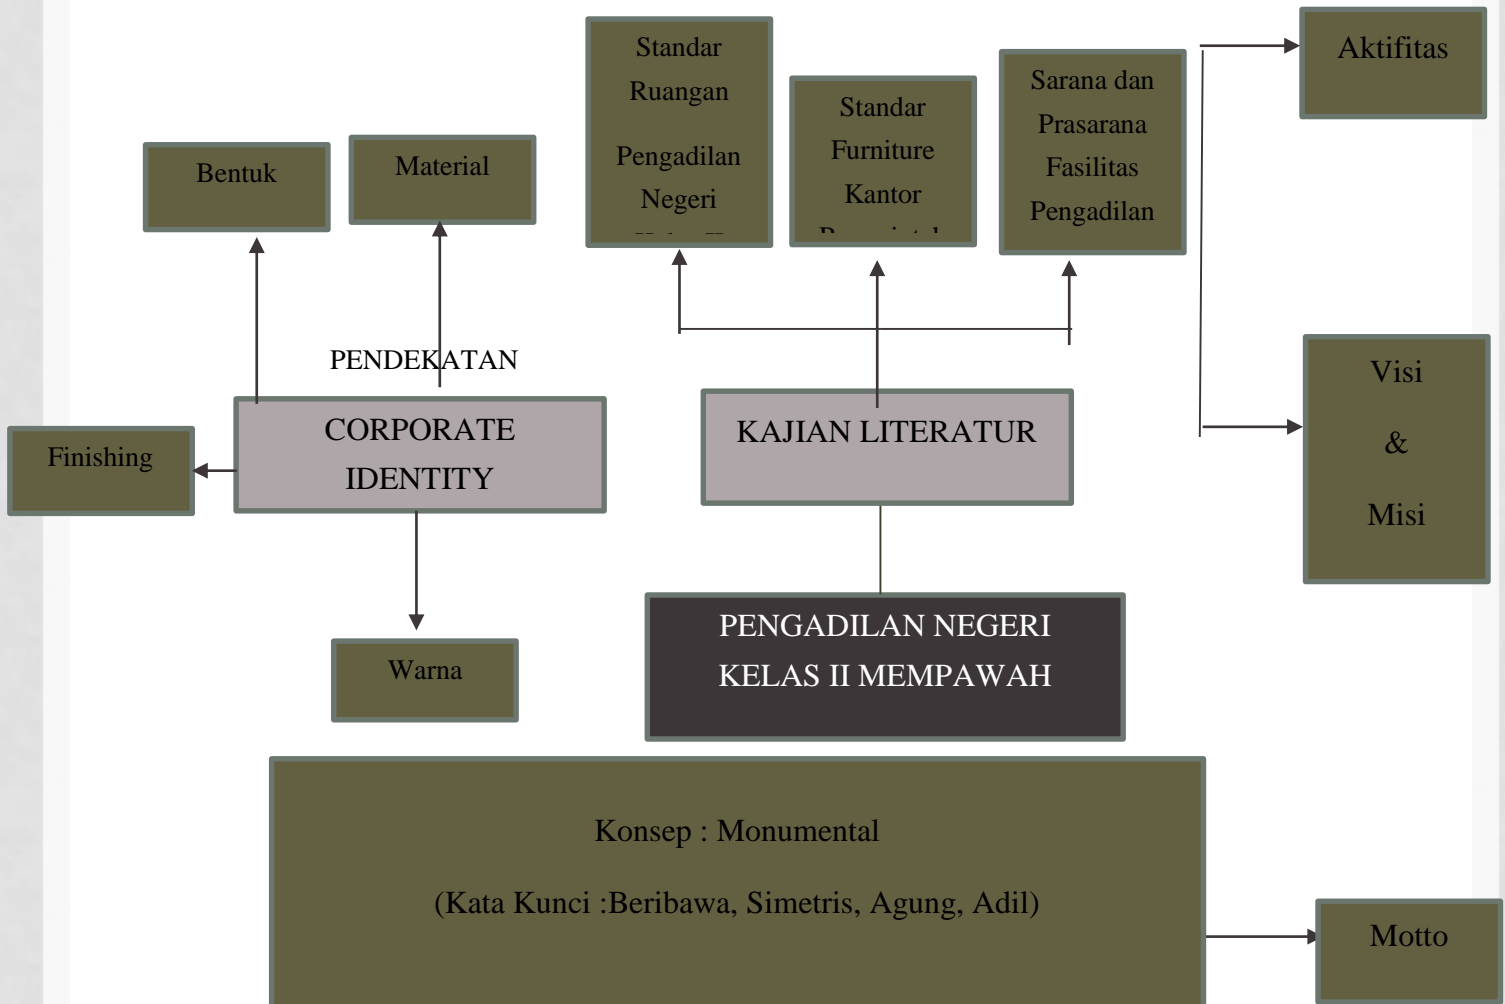 Standar
Ruangan
Pengadilan
Negeri
Standar
Furniture
Kantor
Sarana dan
Prasarana
Fasilitas
Pengadilan
Aktifitas
Bentuk
Material
PENDEKATAN
CORPORATE
IDENTITY
KAJIAN LITERATUR
Visi
&
Misi
Finishing
Warna
PENGADILAN NEGERI
KELAS II MEMPAWAH
Konsep : Monumental
(Kata Kunci :Beribawa, Simetris, Agung, Adil)
Motto